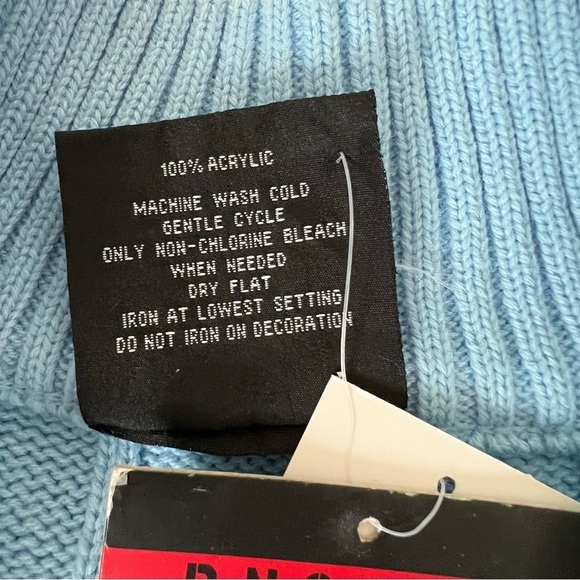 100% ACRYLIC
MACHINE WASH COLD
GENTLE CYCLE
ONLY NON-CHLORINE BLEACH
WHEN NEEDED
DRY FLAT
IRON AT LOWEST SETTING
DO NOT IRON ON DECORATION